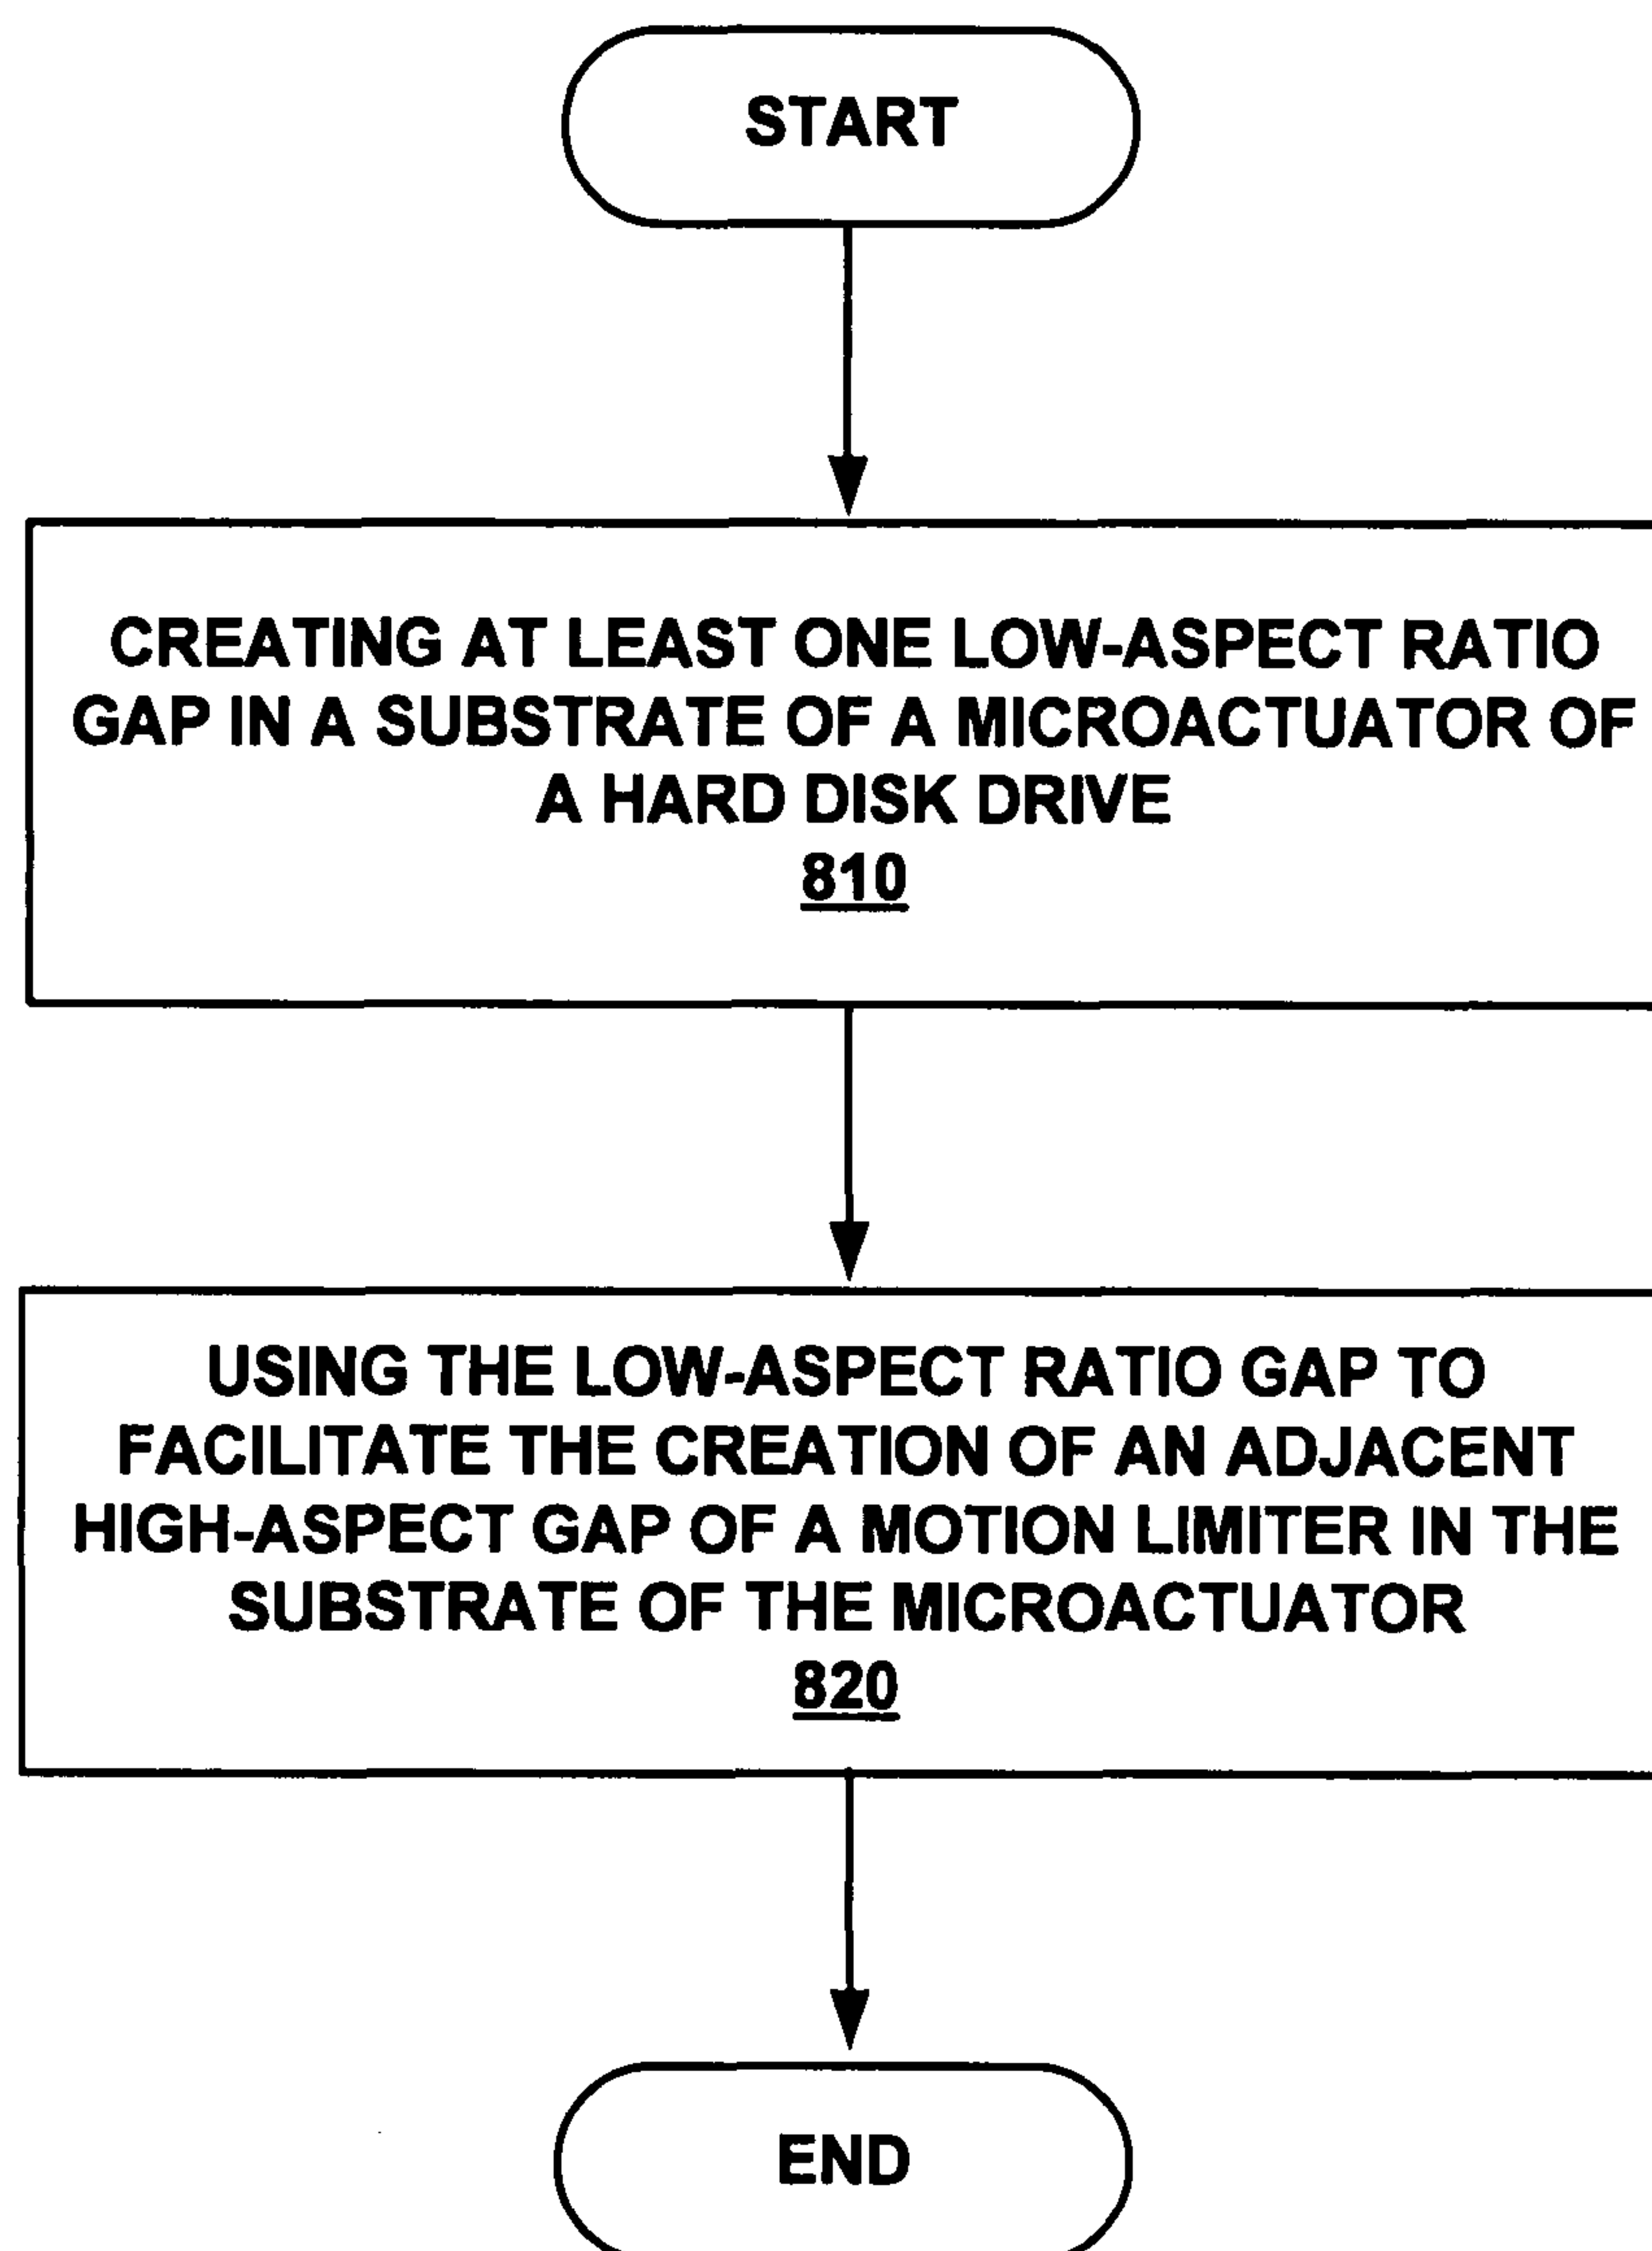 START
CREATING AT LEAST ONE LOW-ASPECT RATIO
GAP IN A SUBSTRATE OF A MICROACTUATOR OF
A HARD DISK DRIVE
810
USING THE LOW-ASPECT RATIO GAP TO
FACILITATE THE CREATION OF AN ADJACENT
HIGH-ASPECT GAP OF A MOTION LIMITER IN THE
SUBSTRATE OF THE MICROACTUATOR
820
END